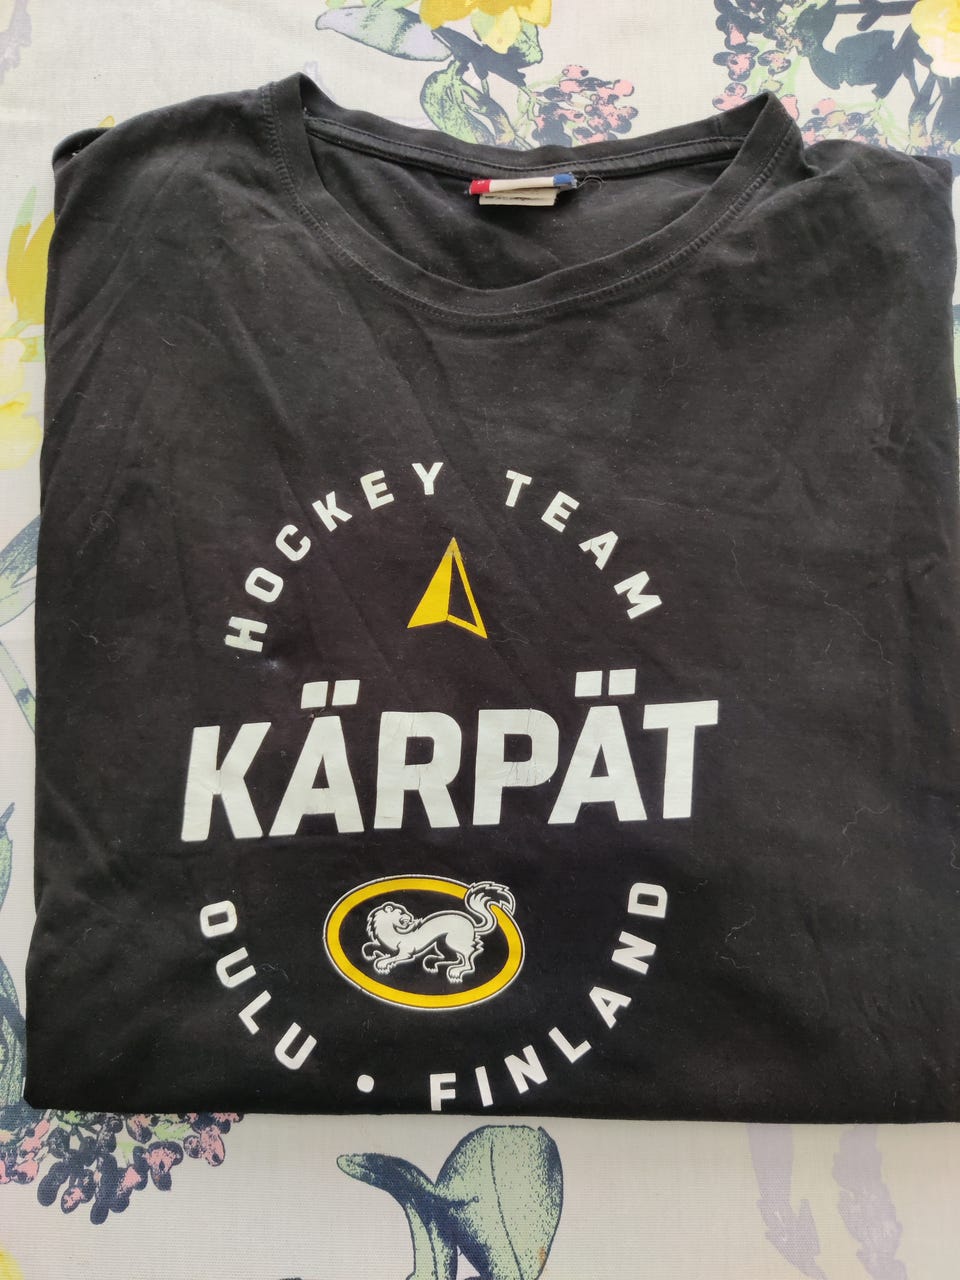 HOCKEY TEAM
KÄRPÄT
OULU • FINLAND